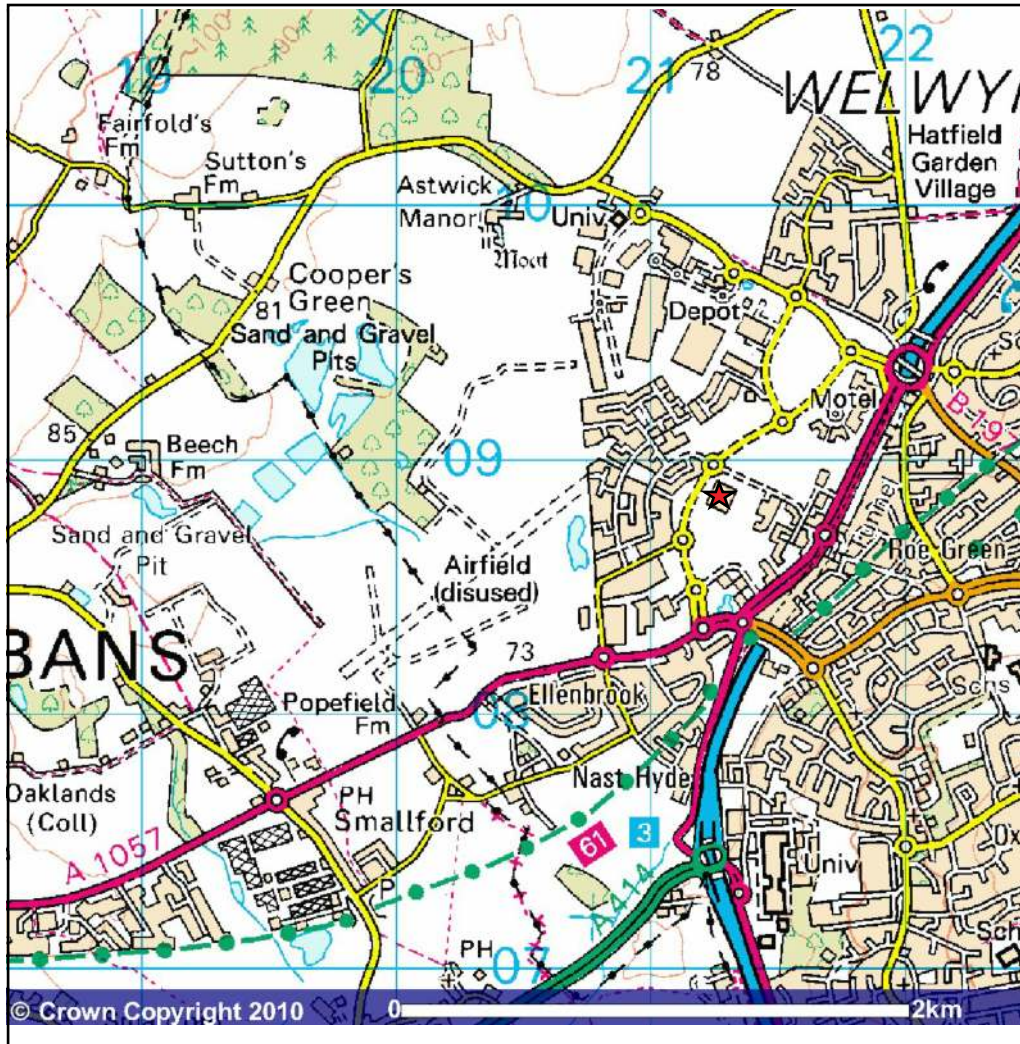 19
20
21
22
78
WELWY
Fairfold's
Fm
Sutton's
Fm
Hatfield
Garden
Village
Astwick
Manor
Moat
10
Univ
Cooper's
Green
81
Sand and Gravel
Pits
Depot
Motel
B 19
85
Beech
Fm
09
Sand and Gravel
Pit
Airfield
(disused)
Tunnel
Roe Green
BANS
73
Popefield
Fm
08
Ellenbrook
Schs
Nast Hyde
Oaklands
(Coll)
PH
Smallford
61
3
A 1057
A 414
Univ
P
PH
07
Sch
© Crown Copyright 2010
0
2km